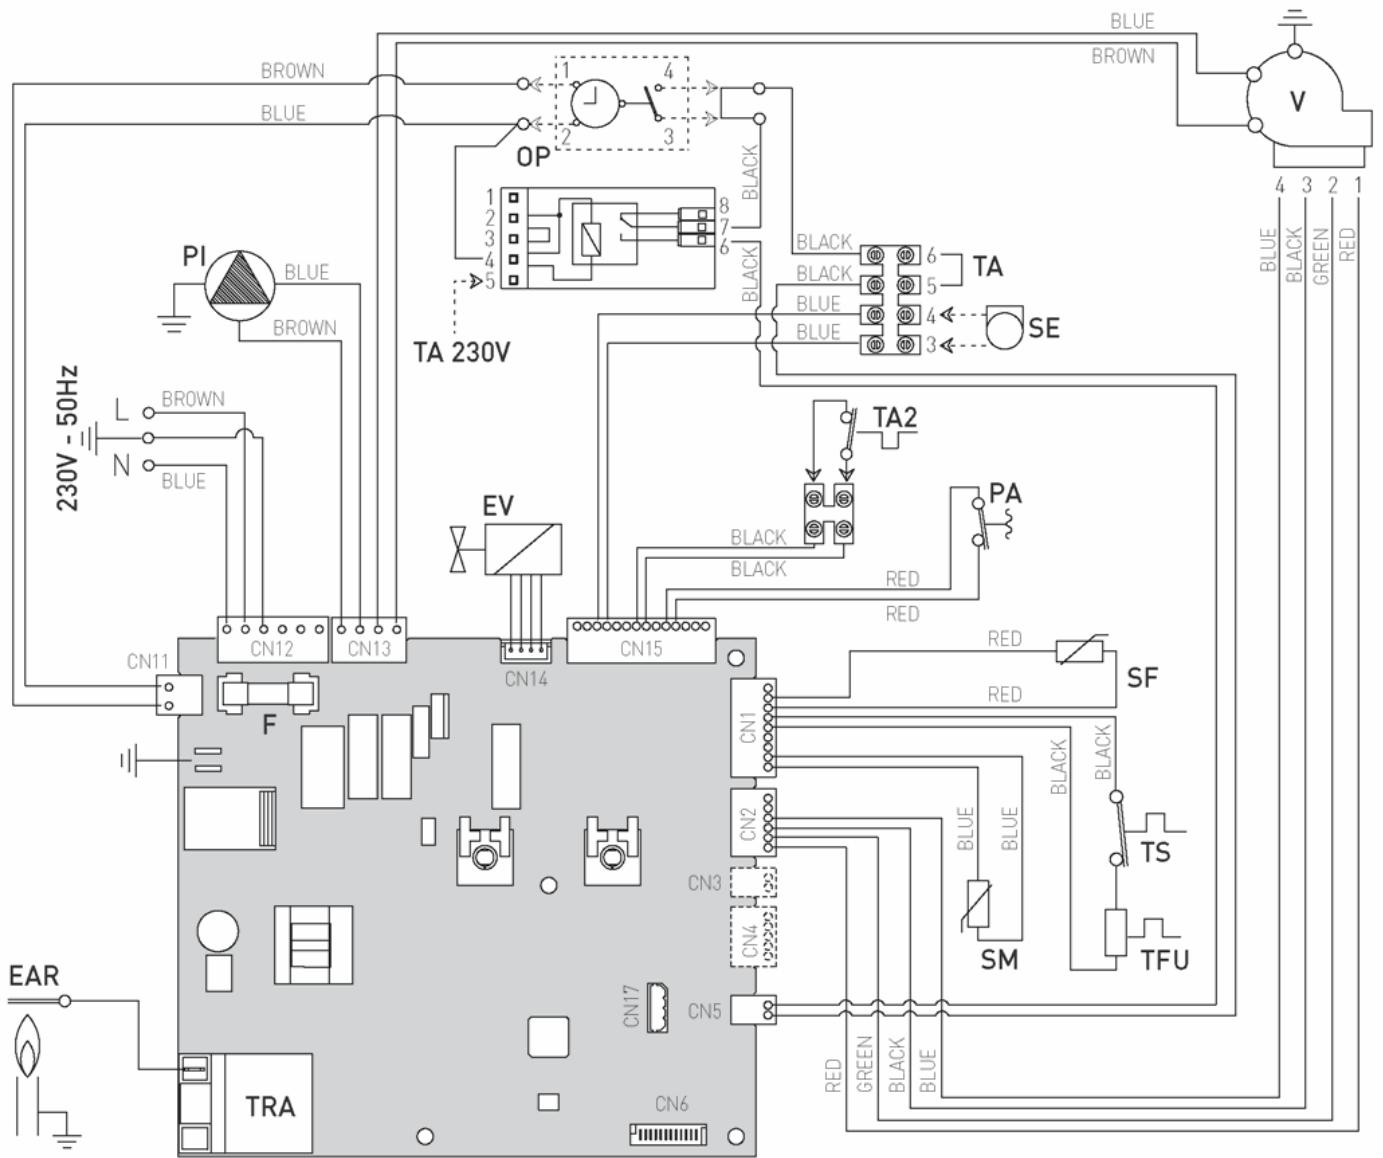 BLUE
BROWN
BROWN
BLUE
1
4
2
3
OP
V
4 3 2 1
BLUE
BLACK
GREEN
RED
BLACK
1
2
3
4
5
8
7
6
BLACK
TA 230V
PI
BLUE
BROWN
BLACK
BLACK
BLUE
BLUE
6
5
4
3
TA
SE
230V - 50Hz
L
N
BROWN
BLUE
TA2
EV
PA
BLACK
BLACK
RED
RED
CN11
CN12
CN13
CN14
CN15
F
RED
RED
SF
CN1
BLACK
BLACK
BLUE
BLUE
TS
SM
TFU
CN2
CN3
CN4
CN5
CN17
CN6
EAR
TRA
RED
GREEN
BLACK
BLUE